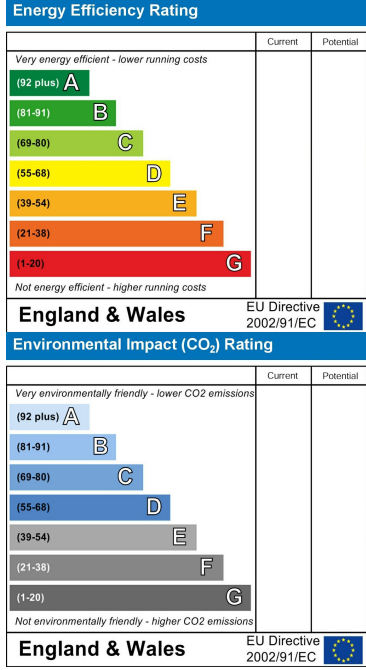 Energy Efficiency Rating
Current Potential
Very energy efficient - lower running costs
(92 plus) A
(81-91) B
(69-80) C
(55-68) D
(39-54) E
(21-38) F
(1-20) G
Not energy efficient - higher running costs
England & Wales
EU Directive
2002/91/EC
Environmental Impact (CO₂) Rating
Current Potential
Very environmentally friendly - lower CO2 emissions
(92 plus) A
(81-91) B
(69-80) C
(55-68) D
(39-54) E
(21-38) F
(1-20) G
Not environmentally friendly - higher CO2 emissions
England & Wales
EU Directive
2002/91/EC